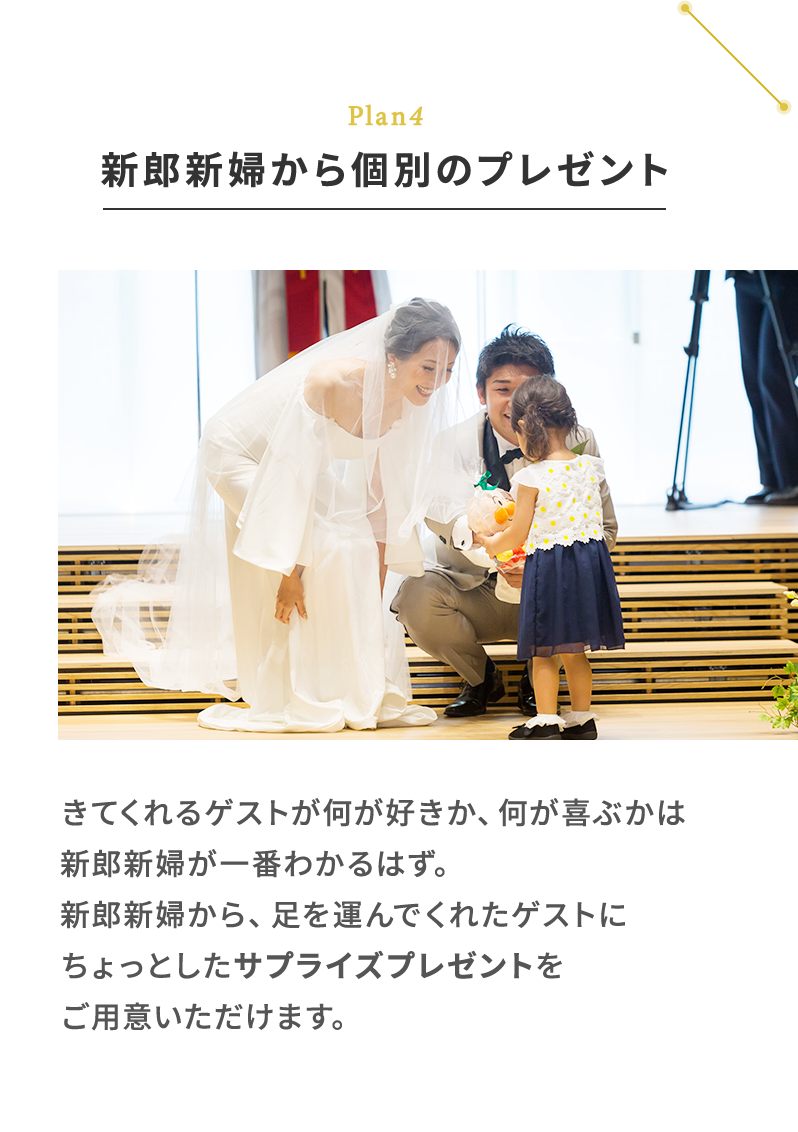 Plan4
新郎新婦から個別のプレゼント
きてくれるゲストが何が好きか、何が喜ぶかは
新郎新婦が一番わかるはず。
新郎新婦から、足を運んでくれたゲストに
ちょっとしたサプライズプレゼントを
ご用意いただけます。